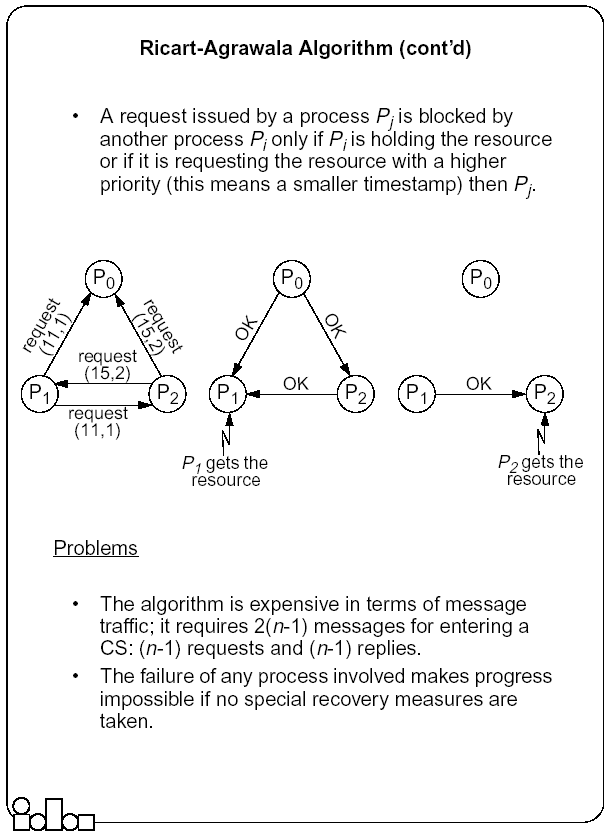 Ricart-Agrawala Algorithm (cont’d)
• A request issued by a process Pj is blocked by
another process Pi only if Pi is holding the resource
or if it is requesting the resource with a higher
priority (this means a smaller timestamp) then Pj.
P0
request
(11,1)
request
(15,2)
request
(15,2)
P1
P2
request
(11,1)
P0
OK
OK
P1
OK
P2
P1 gets the
resource
P0
P1
OK
P2
P2 gets the
resource
Problems
• The algorithm is expensive in terms of message
traffic; it requires 2(n-1) messages for entering a
CS: (n-1) requests and (n-1) replies.
• The failure of any process involved makes progress
impossible if no special recovery measures are
taken.